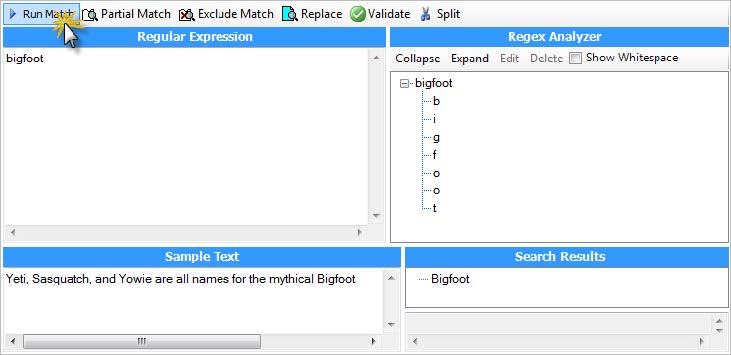 Run Match Partial Match Exclude Match Replace Validate Split
Regular Expression
bigfoot
Regex Analyzer
Collapse Expand Edit Delete Show Whitespace
bigfoot
b
i
g
f
o
o
t
Sample Text
Yeti, Sasquatch, and Yowie are all names for the mythical Bigfoot
Search Results
Bigfoot